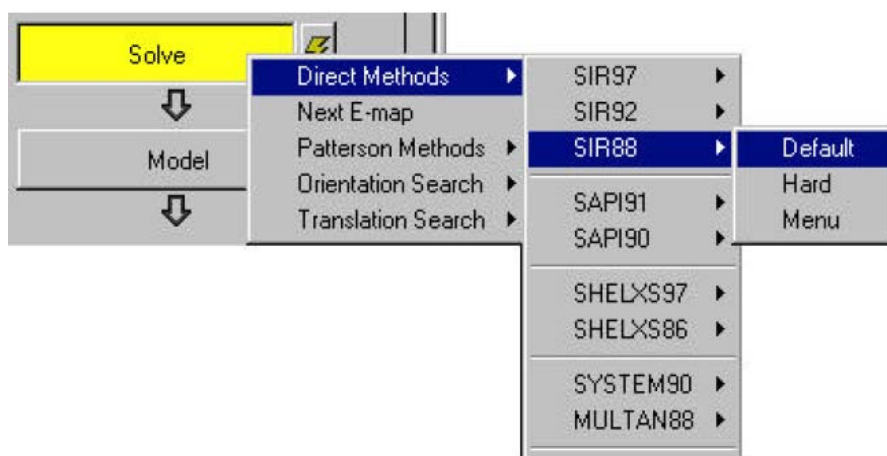 Solve
Model
Direct Methods
Next E-map
Patterson Methods
Orientation Search
Translation Search
SIR97
SIR92
SIR88
SAPI91
SAPI90
SHELXS97
SHELXS86
SYSTEM90
MULTAN88
Default
Hard
Menu